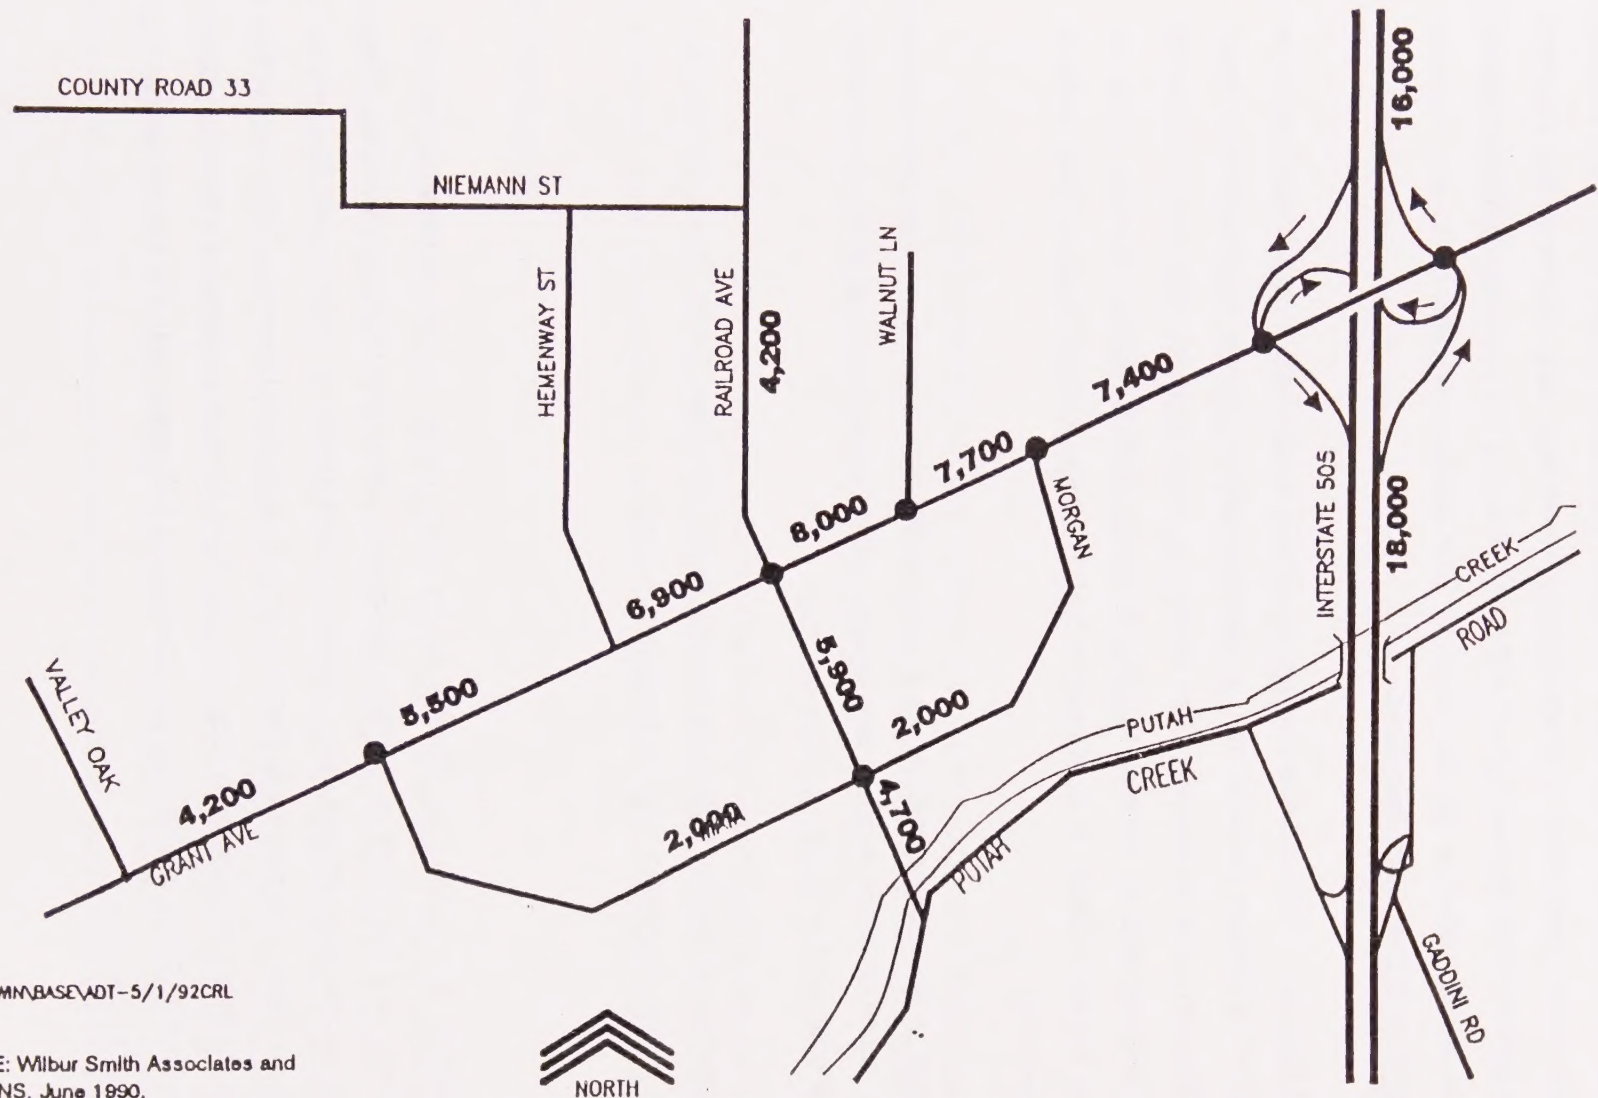 COUNTY ROAD 33
NIEMANN ST
HEMENWAY ST
RAILROAD AVE
4,200
WALNUT LN
16,000
7,400
7,700
8,000
6,900
5,500
4,200
VALLEY OAK
GRANT AVE
5,900
2,000
4,700
MORGAN
INTERSTATE 505
18,000
CREEK
ROAD
PUTAH
CREEK
PUTAH
GADDINI RD
MN\BASE\ADT-5/1/92CRL
E: Wilbur Smith Associates and
NS, June 1990.
NORTH